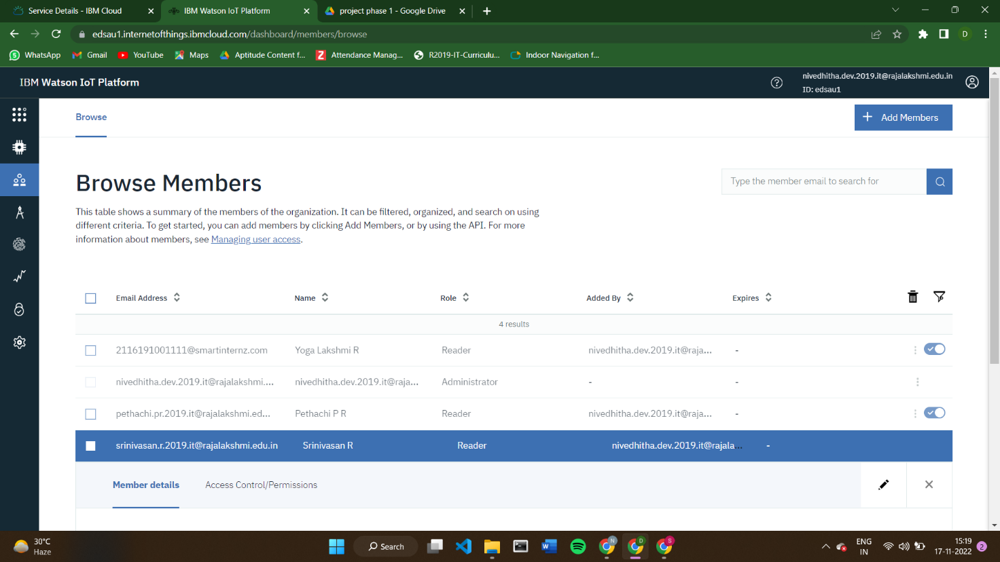 Service Details - IBM Cloud
IBM Watson IoT Platform
project phase 1 - Google Drive
edsau1.internetofthings.ibmcloud.com/dashboard/members/browse
D
WhatsApp
Gmail
YouTube
Maps
Aptitude Content f...
Attendance Manag...
R2019-IT-Curriculu...
Indoor Navigation f...
IBM Watson IoT Platform
nivedhitha.dev.2019.it@rajalakshmi.edu.in
ID: edsau1
Browse
Add Members
Browse Members
Type the member email to search for
This table shows a summary of the members of the organization. It can be filtered, organized, and search on using
different criteria. To get started, you can add members by clicking Add Members, or by using the API. For more
information about members, see Managing user access.
Email Address Name Role Added By Expires
4 results
2116191001111@smartinternz.com Yoga Lakshmi R Reader nivedhitha.dev.2019.it@raja... -
nivedhitha.dev.2019.it@rajalakshmi.... nivedhitha.dev.2019.it@raja... Administrator - -
pethachi.pr.2019.it@rajalakshmi.ed... Pethachi P R Reader nivedhitha.dev.2019.it@raja... -
srinivasan.r.2019.it@rajalakshmi.edu.in Srinivasan R Reader nivedhitha.dev.2019.it@rajala... -
Member details
Access Control/Permissions
30°C
Haze
Search
N
D
S
ENG
IN
15:19
17-11-2022
2